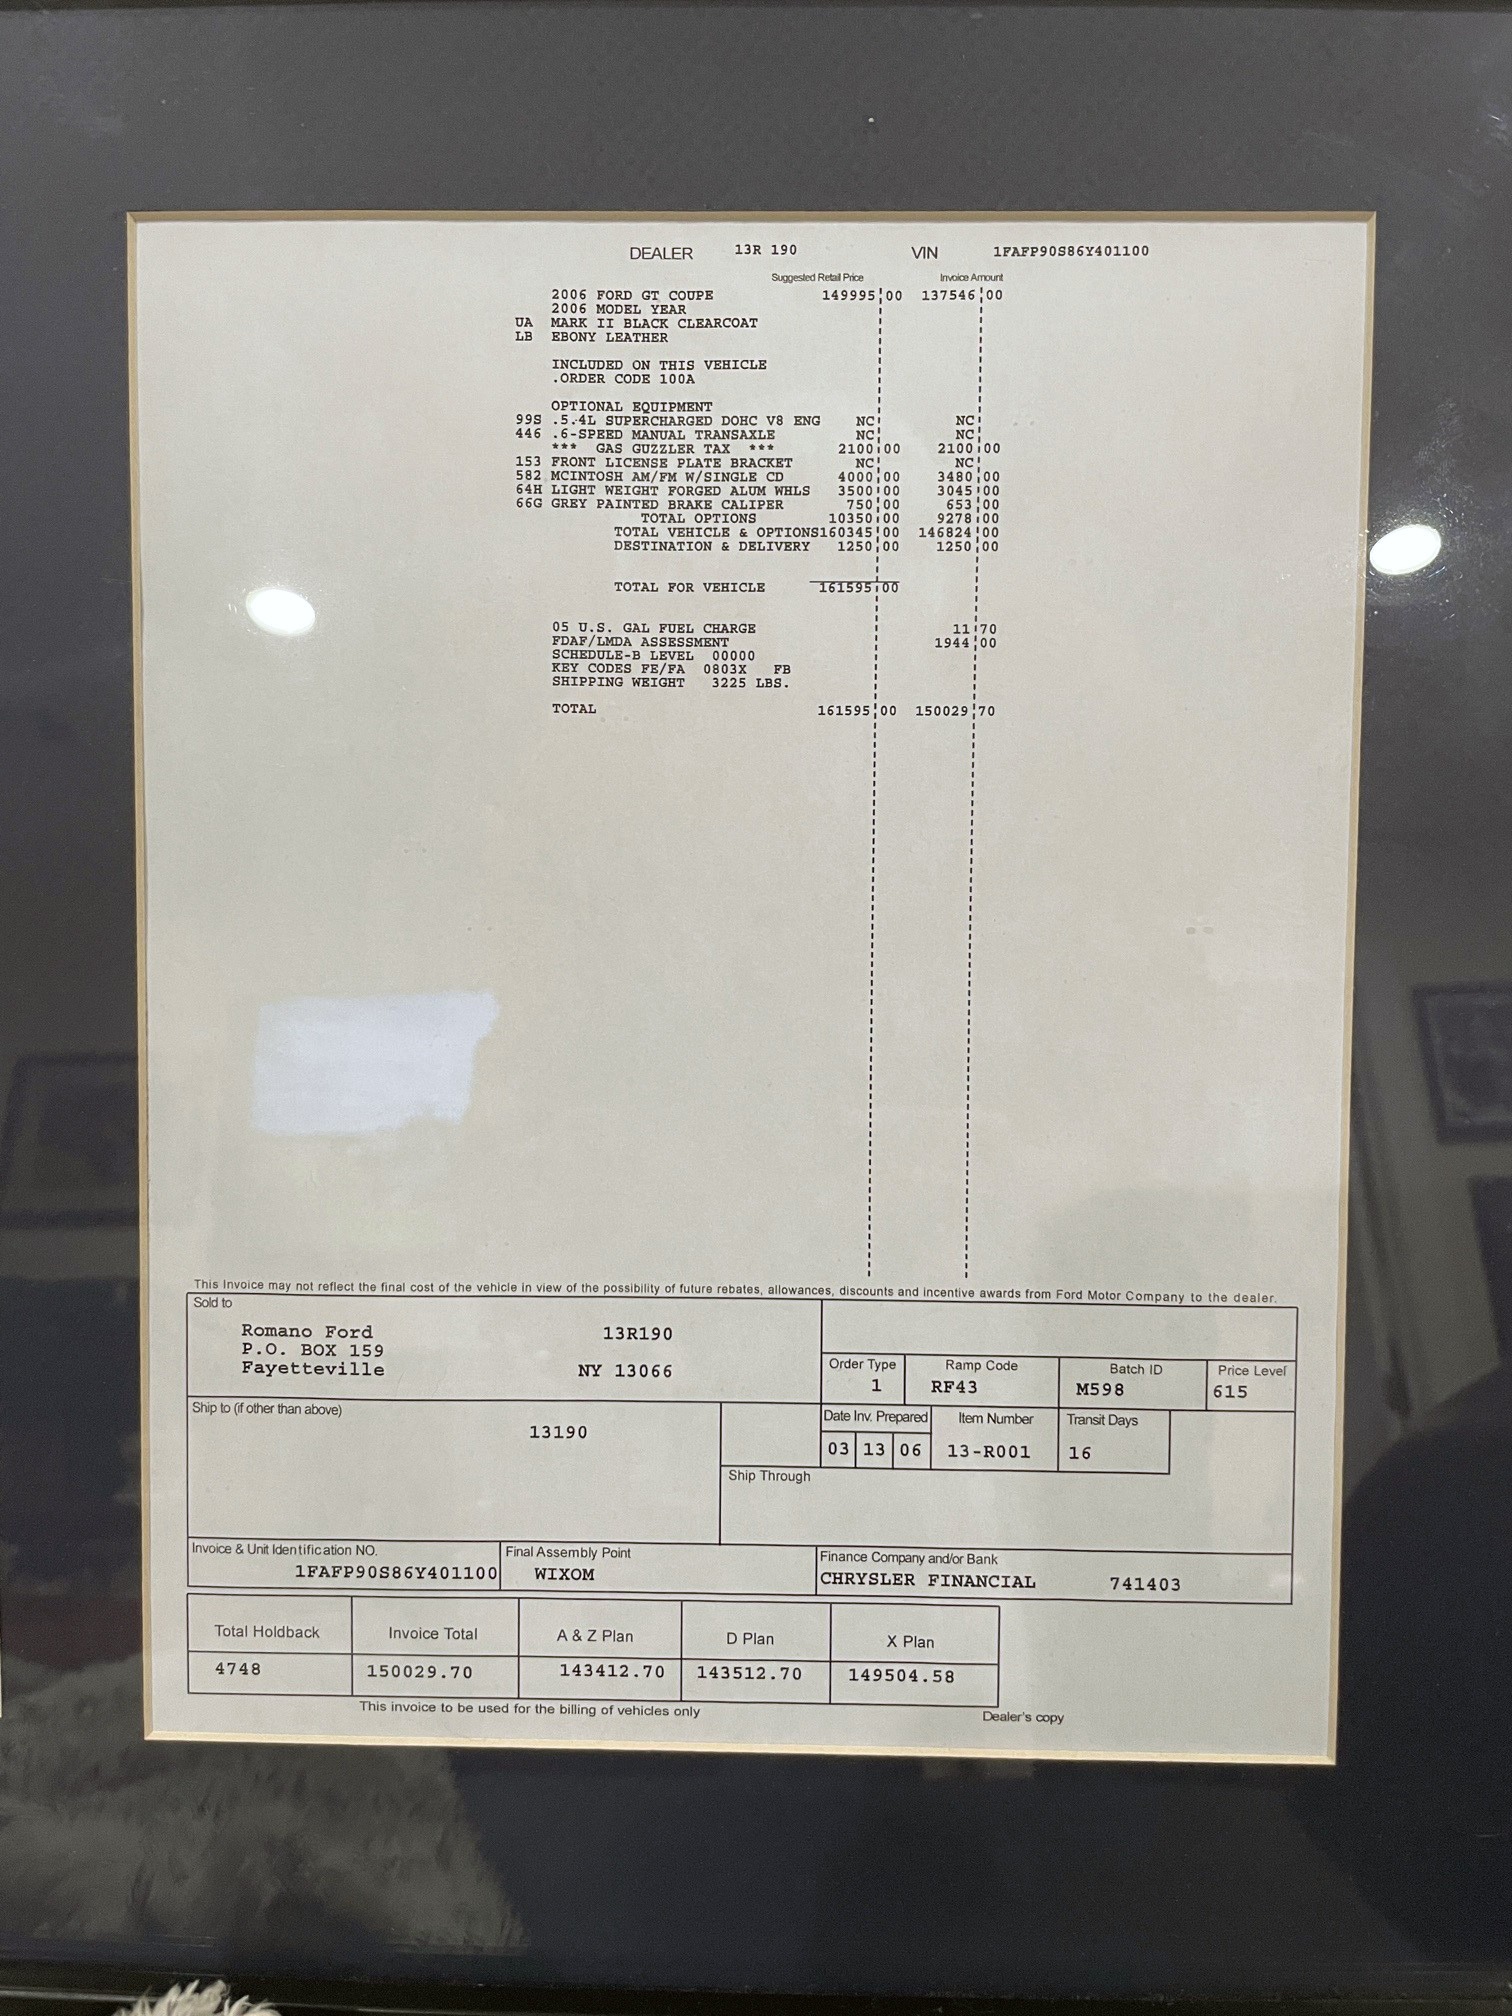 DEALER 13R 190 VIN 1FAFP90S86Y401100
Suggested Retail Price Invoice Amount
2006 FORD GT COUPE 149995 00 137546 00
2006 MODEL YEAR
UA MARK II BLACK CLEARCOAT
LB EBONY LEATHER
INCLUDED ON THIS VEHICLE
.ORDER CODE 100A
OPTIONAL EQUIPMENT
99S .5.4L SUPERCHARGED DOHC V8 ENG NC NC
446 .6-SPEED MANUAL TRANSAXLE NC NC
*** GAS GUZZLER TAX *** 2100 00 2100 00
153 FRONT LICENSE PLATE BRACKET NC NC
582 MCINTOSH AM/FM W/SINGLE CD 4000 00 3480 00
64H LIGHT WEIGHT FORGED ALUM WHLS 3500 00 3045 00
66G GREY PAINTED BRAKE CALIPER 750 00 653 00
TOTAL OPTIONS 10350 00 9278 00
TOTAL VEHICLE & OPTIONS 160345 00 146824 00
DESTINATION & DELIVERY 1250 00 1250 00
TOTAL FOR VEHICLE 161595 00
05 U.S. GAL FUEL CHARGE 11 70
FDAF/LMDA ASSESSMENT 1944 00
SCHEDULE-B LEVEL 00000
KEY CODES FE/FA 0803X FB
SHIPPING WEIGHT 3225 LBS.
TOTAL 161595 00 150029 70
This Invoice may not reflect the final cost of the vehicle in view of the possibility of future rebates, allowances, discounts and incentive awards from Ford Motor Company to the dealer.
Sold to
Romano Ford 13R190
P.O. BOX 159
Fayetteville NY 13066
Order Type Ramp Code Batch ID Price Level
1 RF43 M598 615
Ship to (if other than above)
13190
Date Inv. Prepared Item Number Transit Days
03 13 06 13-R001 16
Ship Through
Invoice & Unit Identification NO. Final Assembly Point Finance Company and/or Bank
1FAFP90S86Y401100 WIXOM CHRYSLER FINANCIAL 741403
Total Holdback Invoice Total A & Z Plan D Plan X Plan
4748 150029.70 143412.70 143512.70 149504.58
This invoice to be used for the billing of vehicles only
Dealer's copy